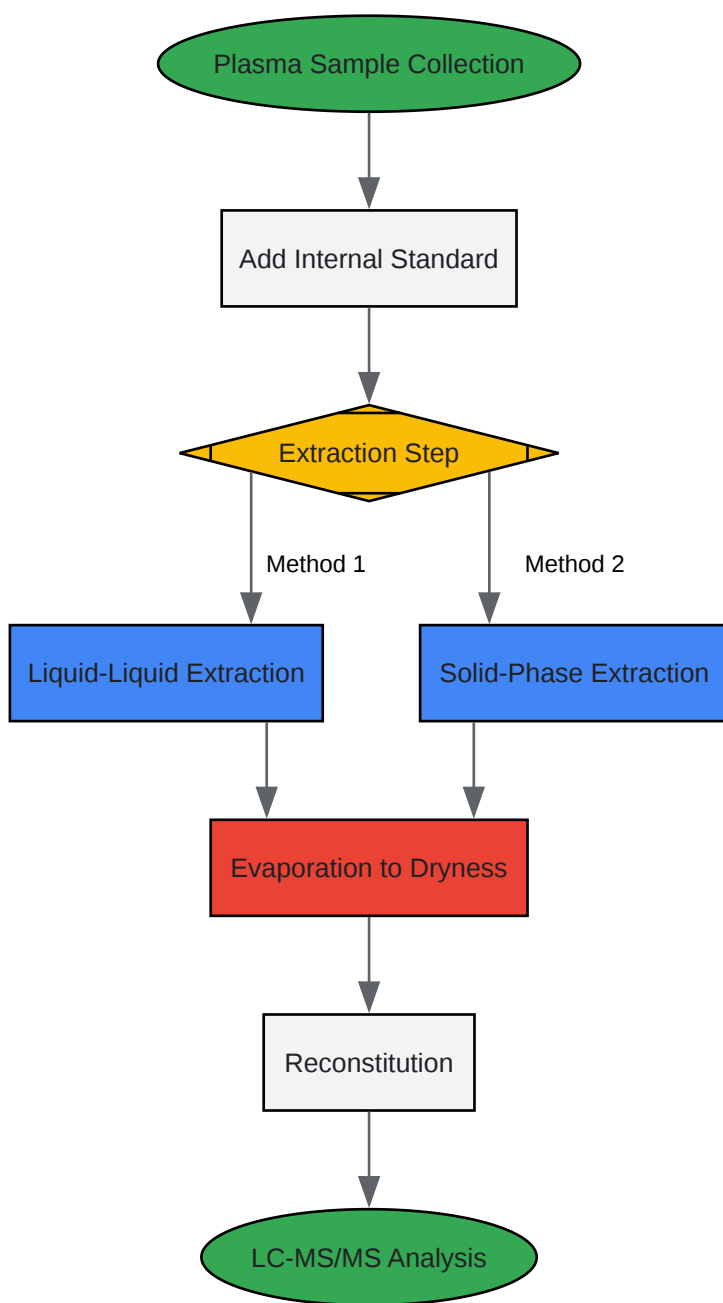 Plasma Sample Collection
Add Internal Standard
Extraction Step
Method 1
Method 2
Liquid-Liquid Extraction
Solid-Phase Extraction
Evaporation to Dryness
Reconstitution
LC-MS/MS Analysis